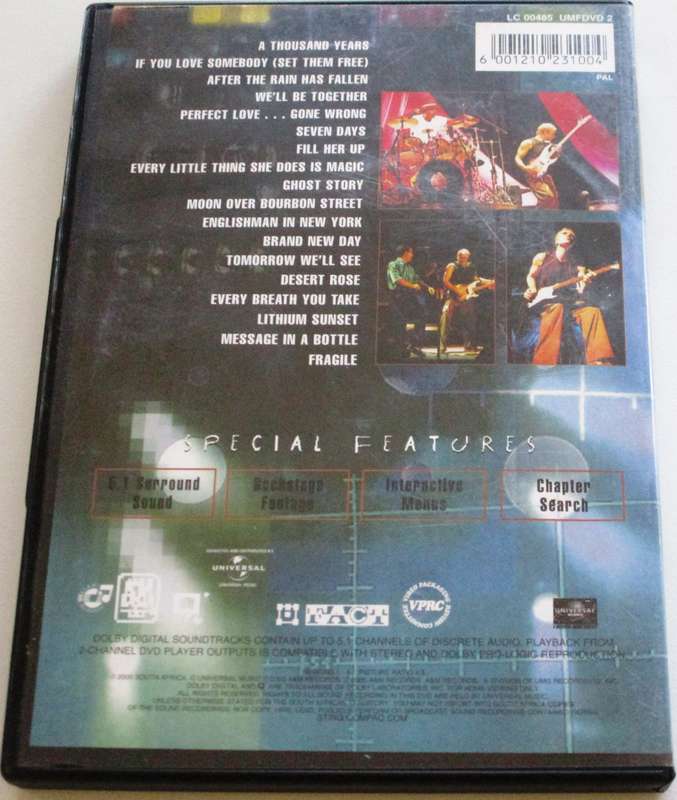 LC 00485 UMFDVD 2
6 001210 231004
PAL
A THOUSAND YEARS
IF YOU LOVE SOMEBODY (SET THEM FREE)
AFTER THE RAIN HAS FALLEN
WE'LL BE TOGETHER
PERFECT LOVE . . . GONE WRONG
SEVEN DAYS
FILL HER UP
EVERY LITTLE THING SHE DOES IS MAGIC
GHOST STORY
MOON OVER BOURBON STREET
ENGLISHMAN IN NEW YORK
BRAND NEW DAY
TOMORROW WE'LL SEE
DESERT ROSE
EVERY BREATH YOU TAKE
LITHIUM SUNSET
MESSAGE IN A BOTTLE
FRAGILE
SPECIAL FEATURES
5.1 Surround Sound
Backstage Footage
Interactive Menus
Chapter Search
UNIVERSAL
FACT
VPRC
UNIVERSAL
DOLBY DIGITAL SOUNDTRACKS CONTAIN UP TO 5.1 CHANNELS OF DISCRETE AUDIO. PLAYBACK FROM
2-CHANNEL DVD PLAYER OUTPUTS IS COMPATIBLE WITH STEREO AND DOLBY PRO-LOGIC REPRODUCTION